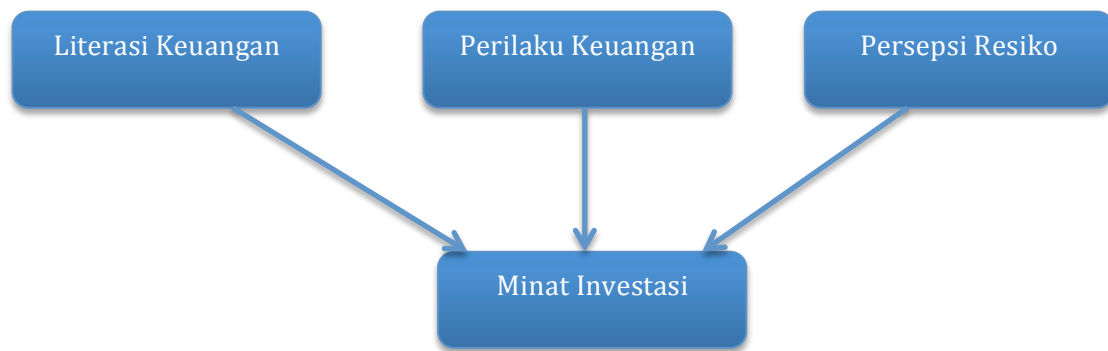 Literasi Keuangan
Perilaku Keuangan
Persepsi Resiko
Minat Investasi